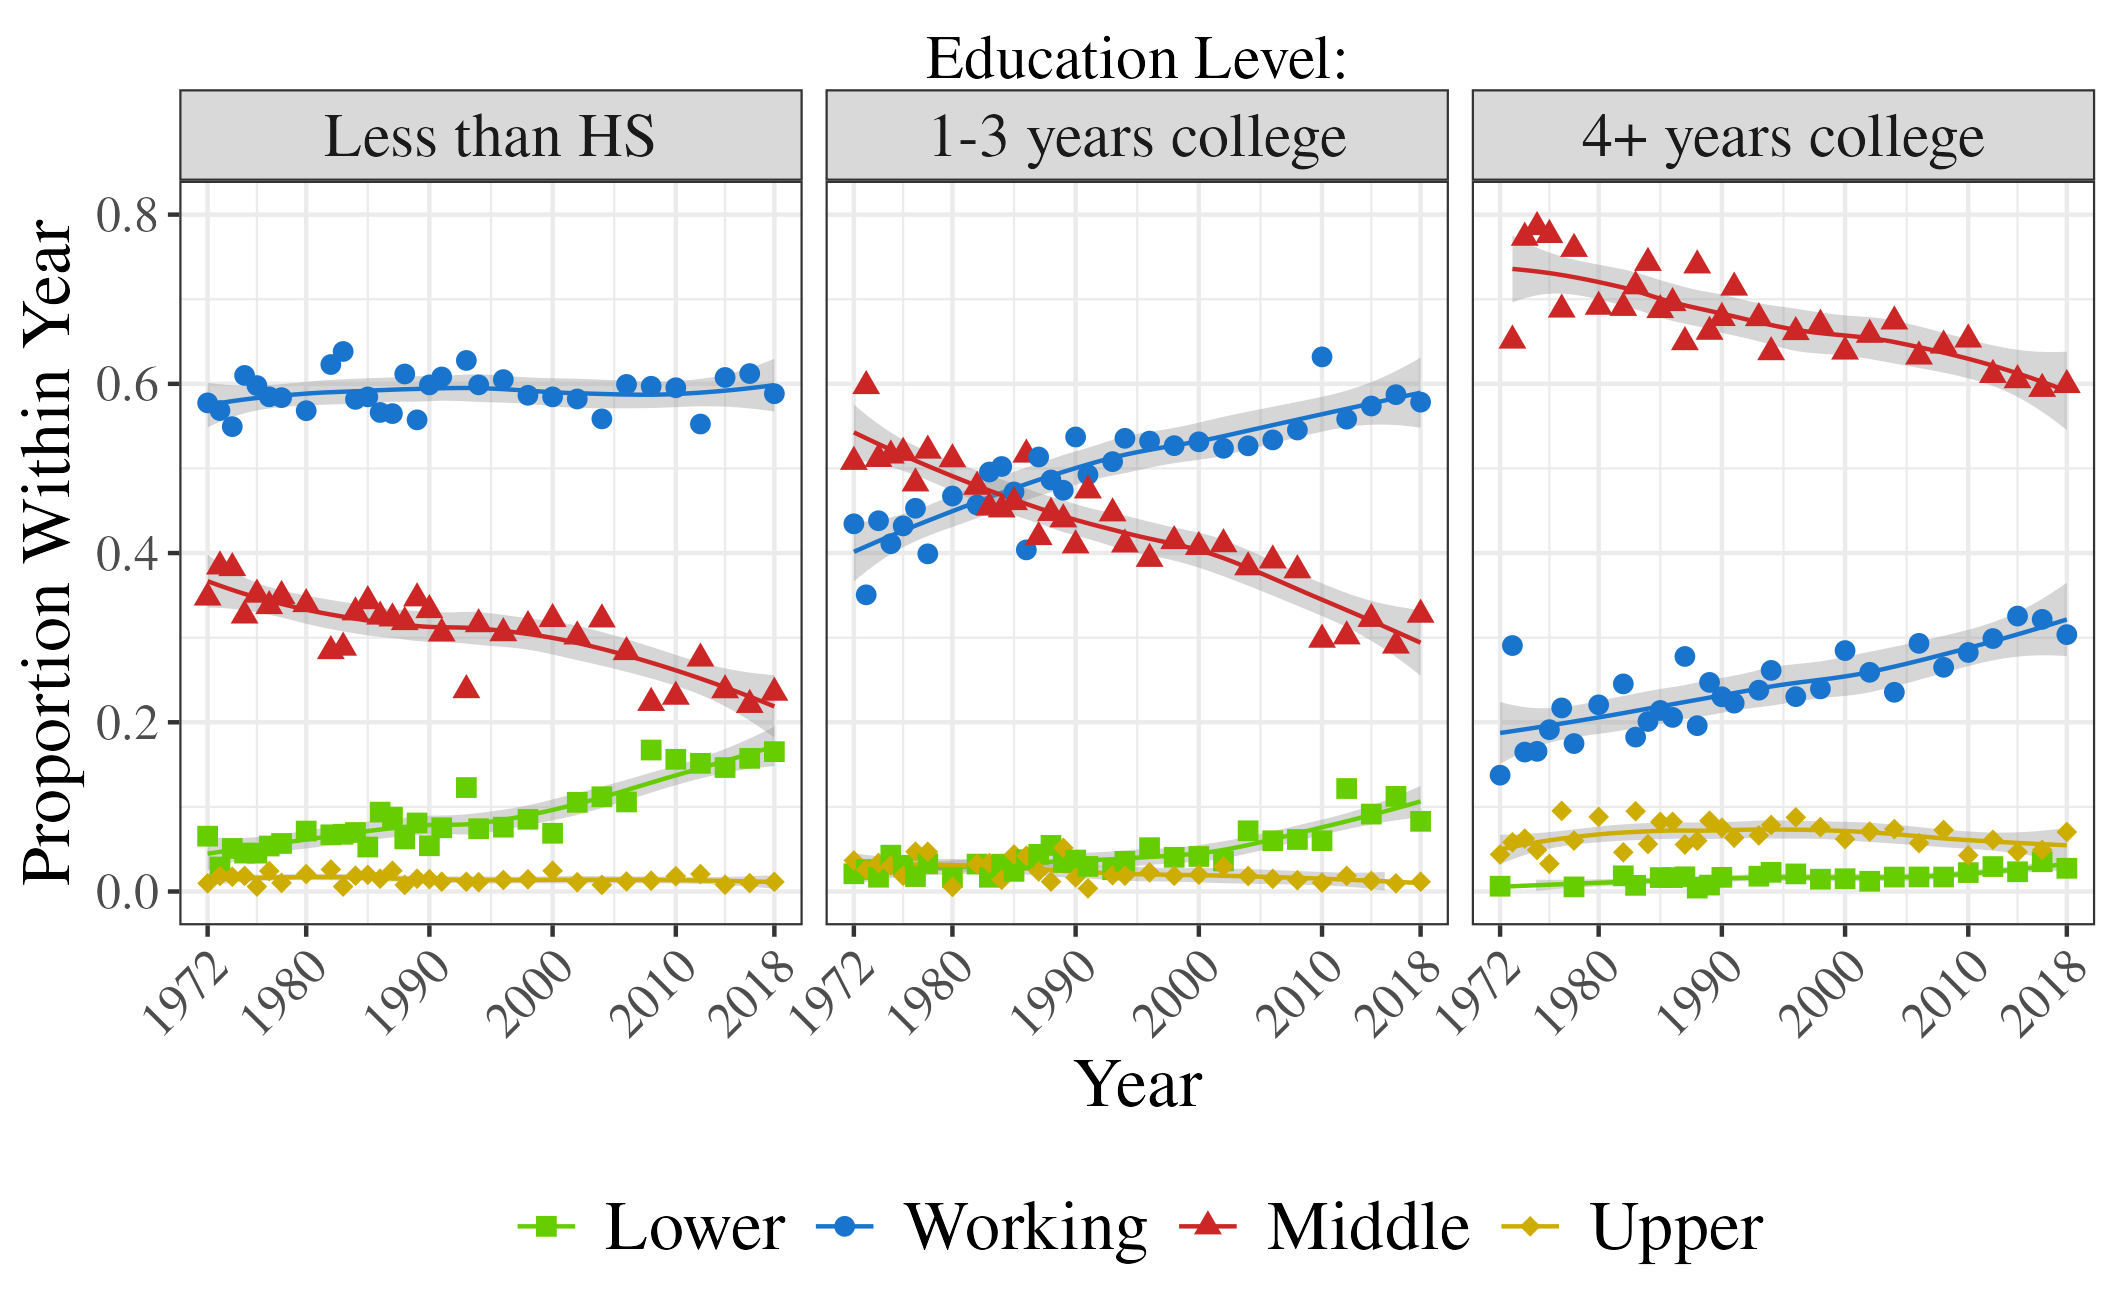 Education Level:
Less than HS 1-3 years college 4+ years college
Proportion Within Year
0.8
0.6
0.4
0.2
0.0
1972 1980 1990 2000 2010 2018 1972 1980 1990 2000 2010 2018 1972 1980 1990 2000 2010 2018
Year
Lower Working Middle Upper